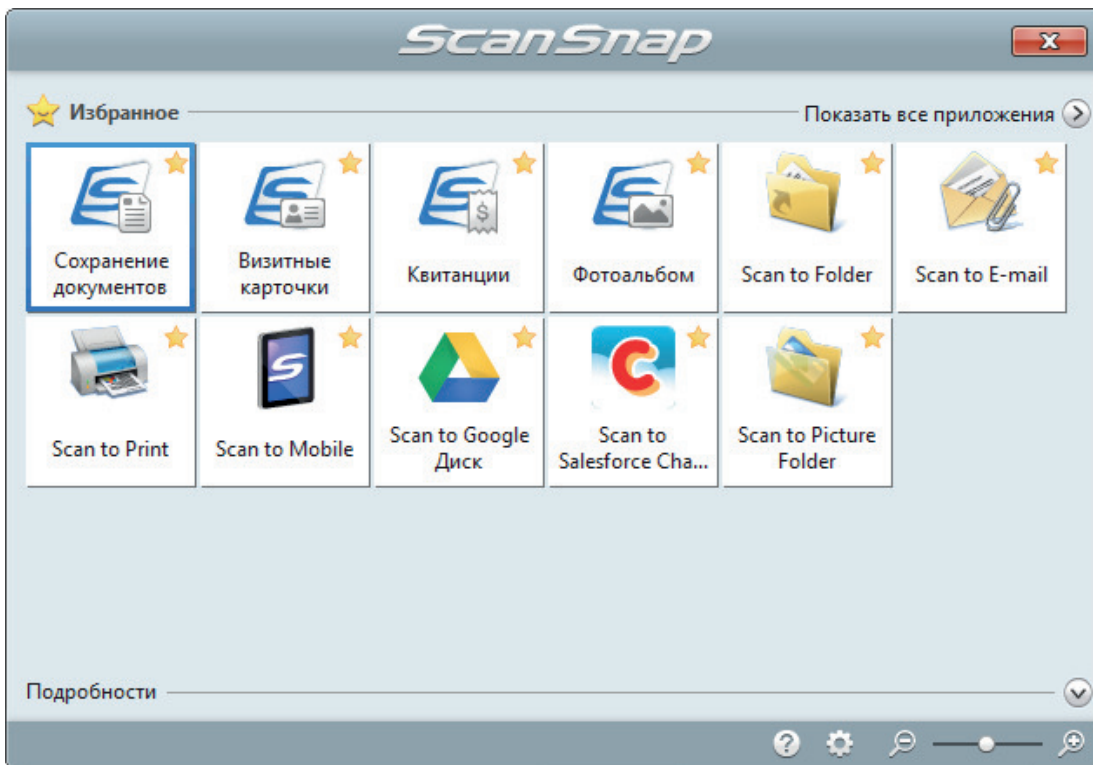 ScanSnap
Избранное
Показать все приложения
Сохранение
документов
Визитные
карточки
Квитанции
Фотоальбом
Scan to Folder
Scan to E-mail
Scan to Print
Scan to Mobile
Scan to Google
Диск
Scan to
Salesforce Cha...
Scan to Picture
Folder
Подробности